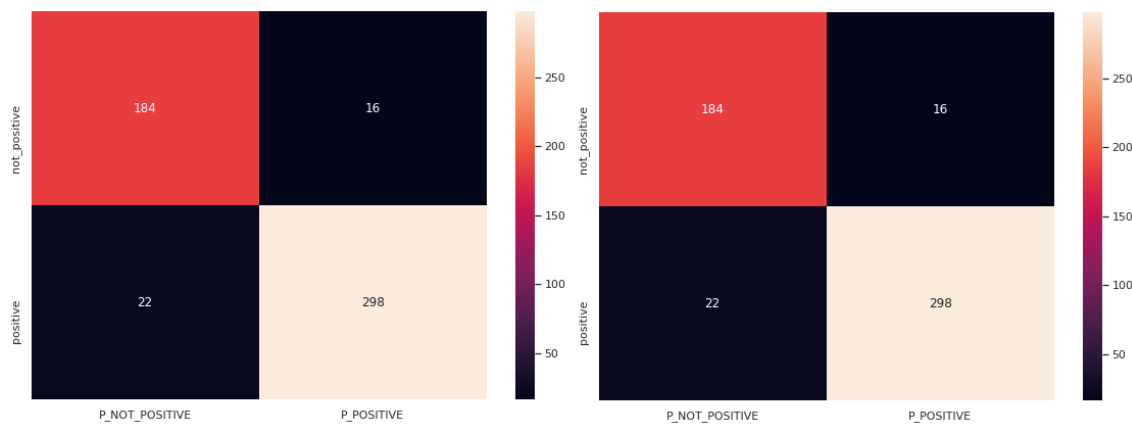 not_positive
184
16
positive
22
298
P_NOT_POSITIVE
P_POSITIVE
250
200
150
100
50
not_positive
184
16
positive
22
298
P_NOT_POSITIVE
P_POSITIVE
250
200
150
100
50